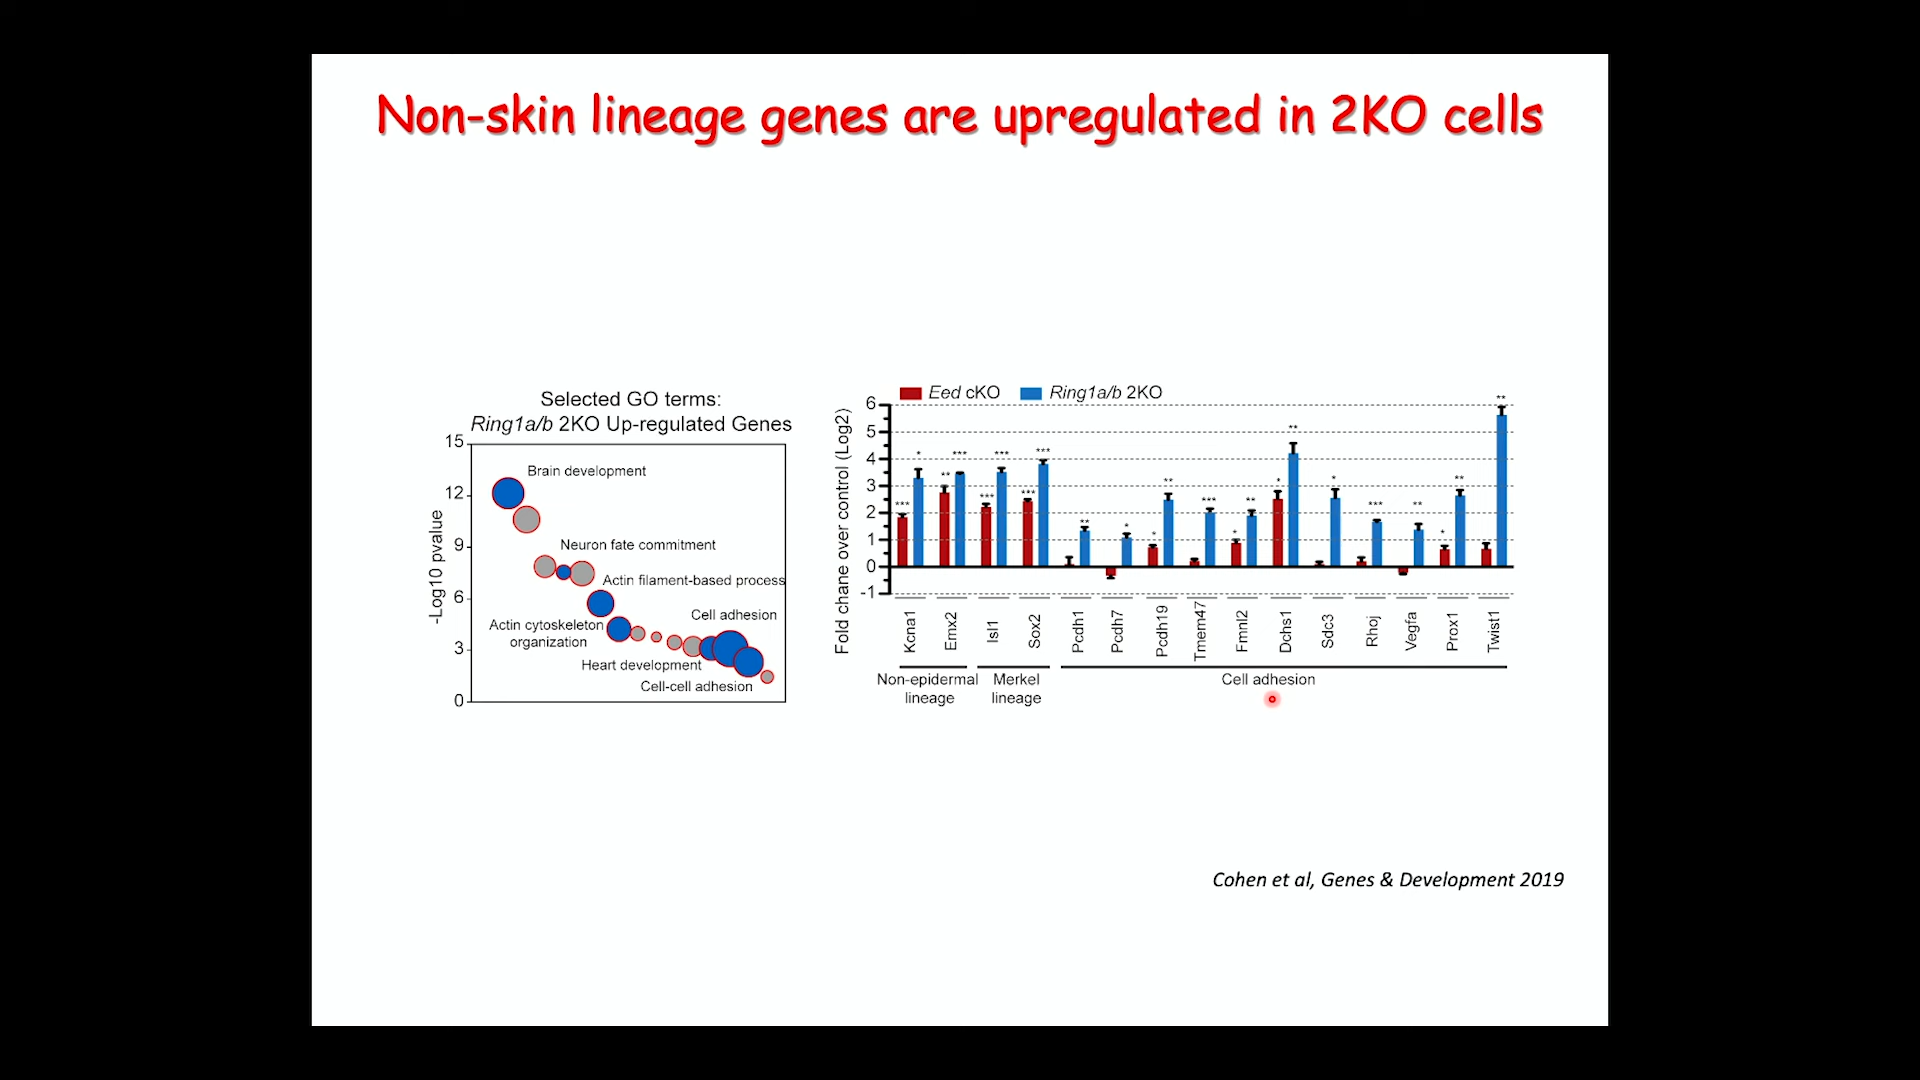 Non-skin lineage genes are upregulated in 2KO cells
Selected GO terms:
Ring1a/b 2KO Up-regulated Genes
-Log10 pvalue
15
12
9
6
3
0
Brain development
Neuron fate commitment
Actin filament-based process
Cell adhesion
Actin cytoskeleton
organization
Heart development
Cell-cell adhesion
Eed cKO
Ring1a/b 2KO
Fold chane over control (Log2)
6
5
4
3
2
1
0
-1
*** * ** *** *** *** *** *** ** * * ** *** * ** * ** * *** ** * ** **
Kcna1 Emx2 Isl1 Sox2 Pcdh1 Pcdh7 Pcdh19 Tmem47 Fmnl2 Dchs1 Sdc3 Rhoj Vegfa Prox1 Twist1
Non-epidermal
lineage
Merkel
lineage
Cell adhesion
Cohen et al, Genes & Development 2019